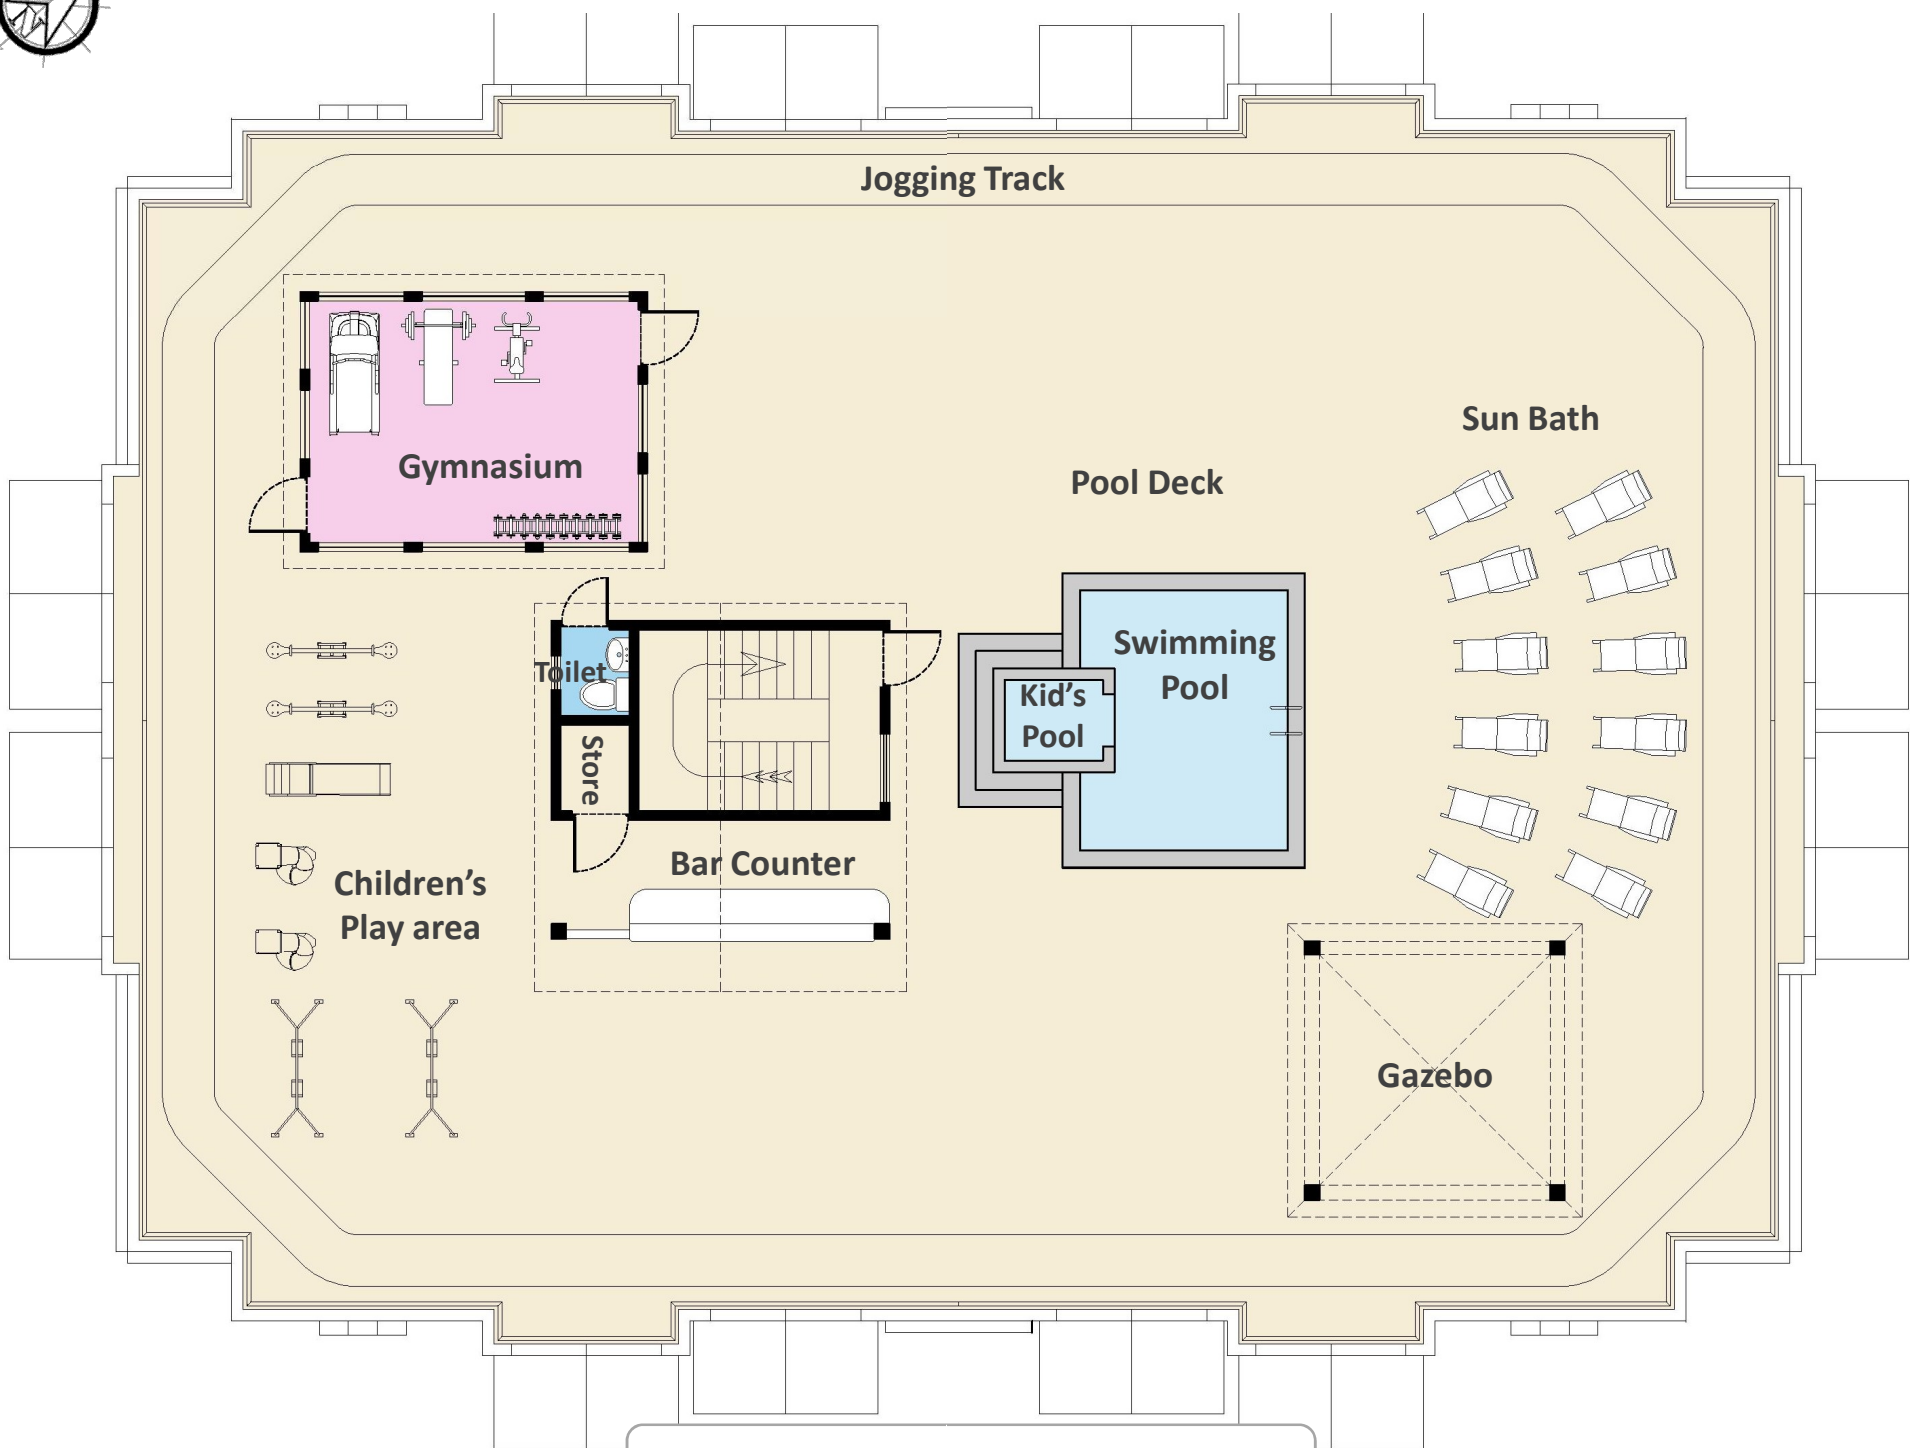 N
Jogging Track
Sun Bath
Gymnasium
Pool Deck
Swimming
Pool
Toilet
Kid's
Pool
Store
Bar Counter
Children's
Play area
Gazebo